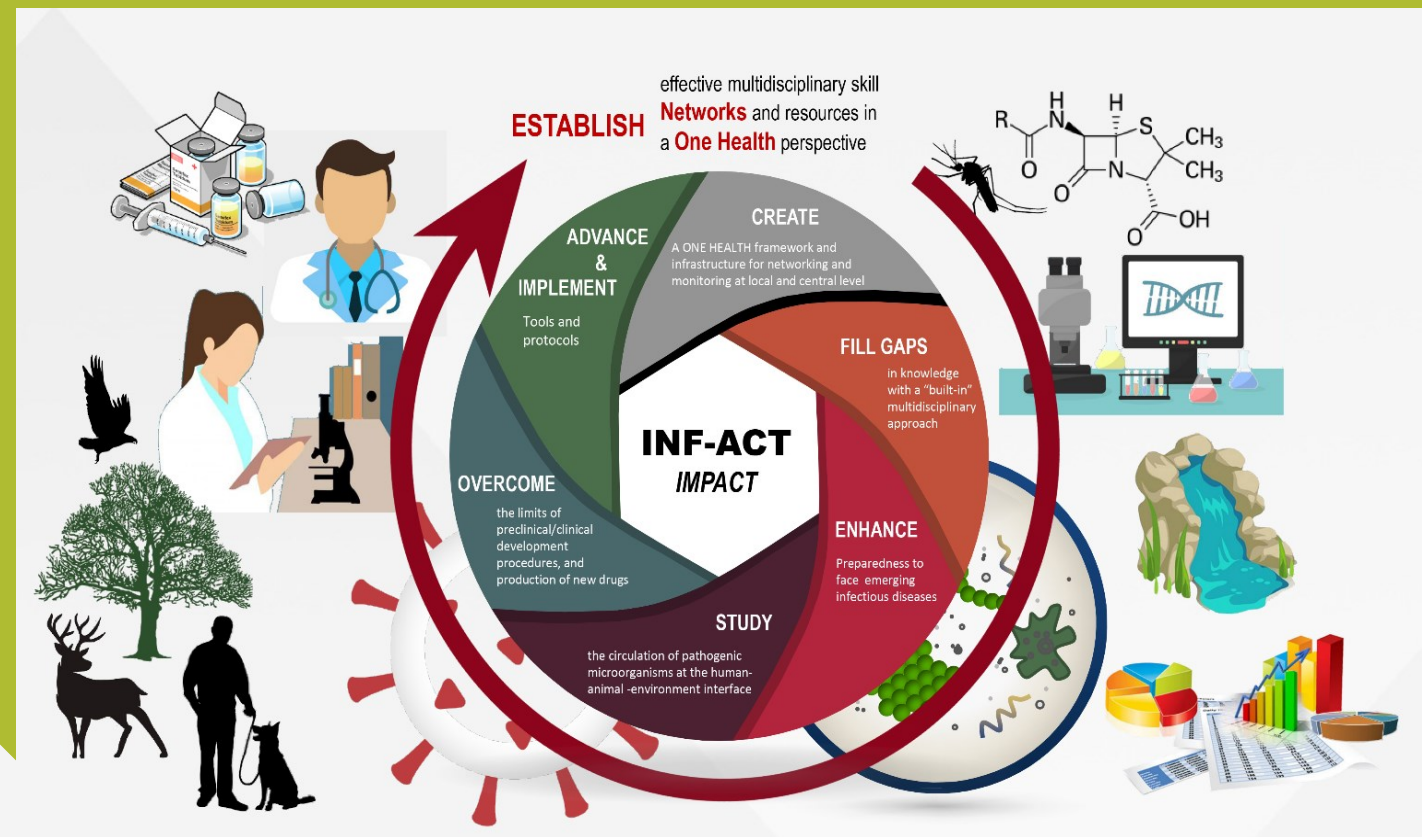 ESTABLISH
effective multidisciplinary skill
Networks and resources in
a One Health perspective
CREATE
A ONE HEALTH framework and
infrastructure for networking and
monitoring at local and central level
FILL GAPS
in knowledge
with a “built-in”
multidisciplinary
approach
ENHANCE
Preparedness to
face emerging
infectious diseases
STUDY
the circulation of pathogenic
microorganisms at the human-
animal -environment interface
OVERCOME
the limits of
preclinical/clinical
development
procedures, and
production of new drugs
ADVANCE
&
IMPLEMENT
Tools and
protocols
INF-ACT
IMPACT
H H
R N S CH3
O N CH3
O
OH
O